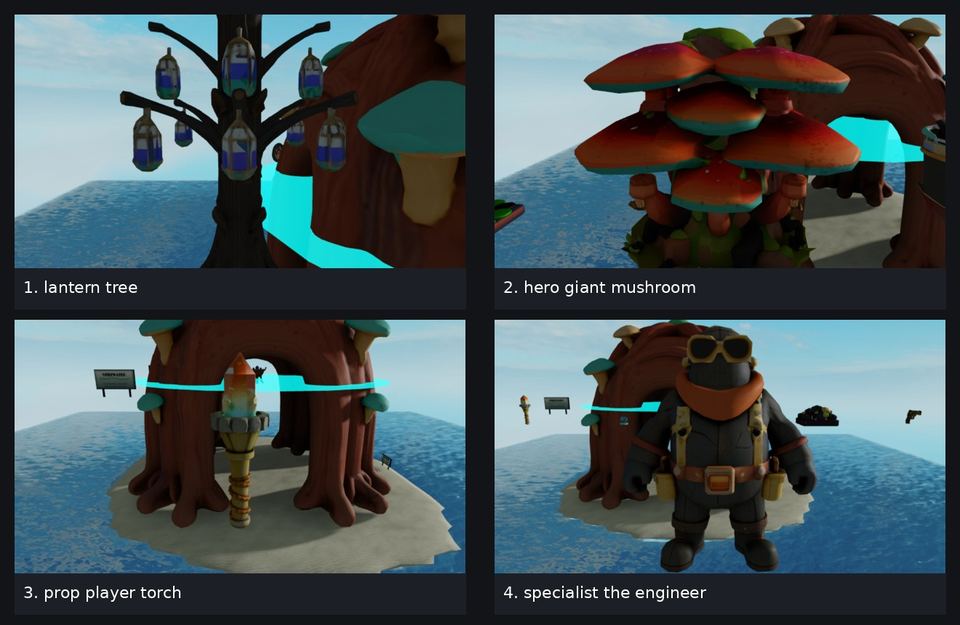 1. lantern tree
2. hero giant mushroom
3. prop player torch
4. specialist the engineer